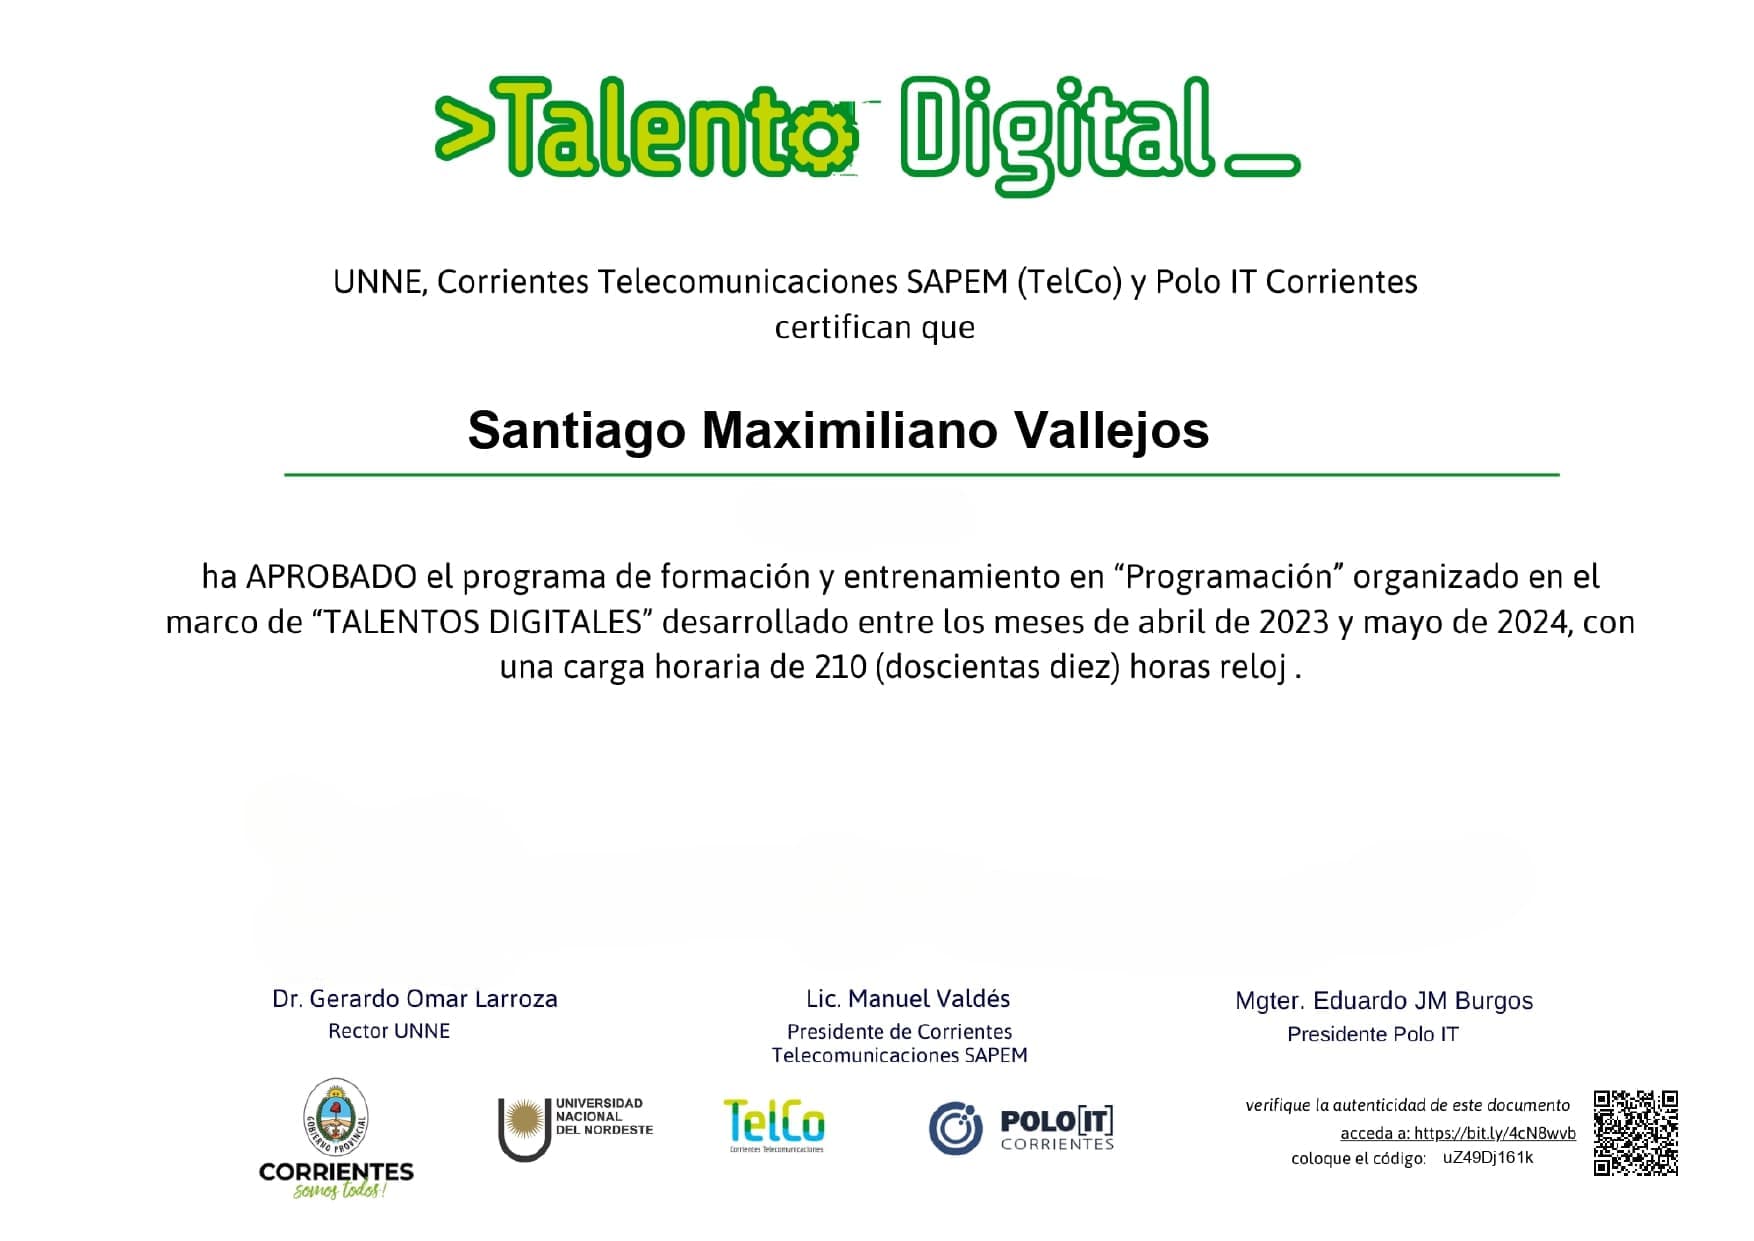 >Talento Digital_
UNNE, Corrientes Telecomunicaciones SAPEM (TelCo) y Polo IT Corrientes
certifican que
Santiago Maximiliano Vallejos
ha APROBADO el programa de formación y entrenamiento en “Programación” organizado en el
marco de “TALENTOS DIGITALES” desarrollado entre los meses de abril de 2023 y mayo de 2024, con
una carga horaria de 210 (doscientas diez) horas reloj .
Dr. Gerardo Omar Larroza
Rector UNNE
Lic. Manuel Valdés
Presidente de Corrientes
Telecomunicaciones SAPEM
Mgter. Eduardo JM Burgos
Presidente Polo IT
GOBIERNO PROVINCIAL
CORRIENTES
somos todos!
UNIVERSIDAD
NACIONAL
DEL NORDESTE
TelCo
Corrientes Telecomunicaciones
POLO[IT]
CORRIENTES
verifique la autenticidad de este documento
acceda a: https://bit.ly/4cN8wvb
coloque el código: uZ49Dj161k